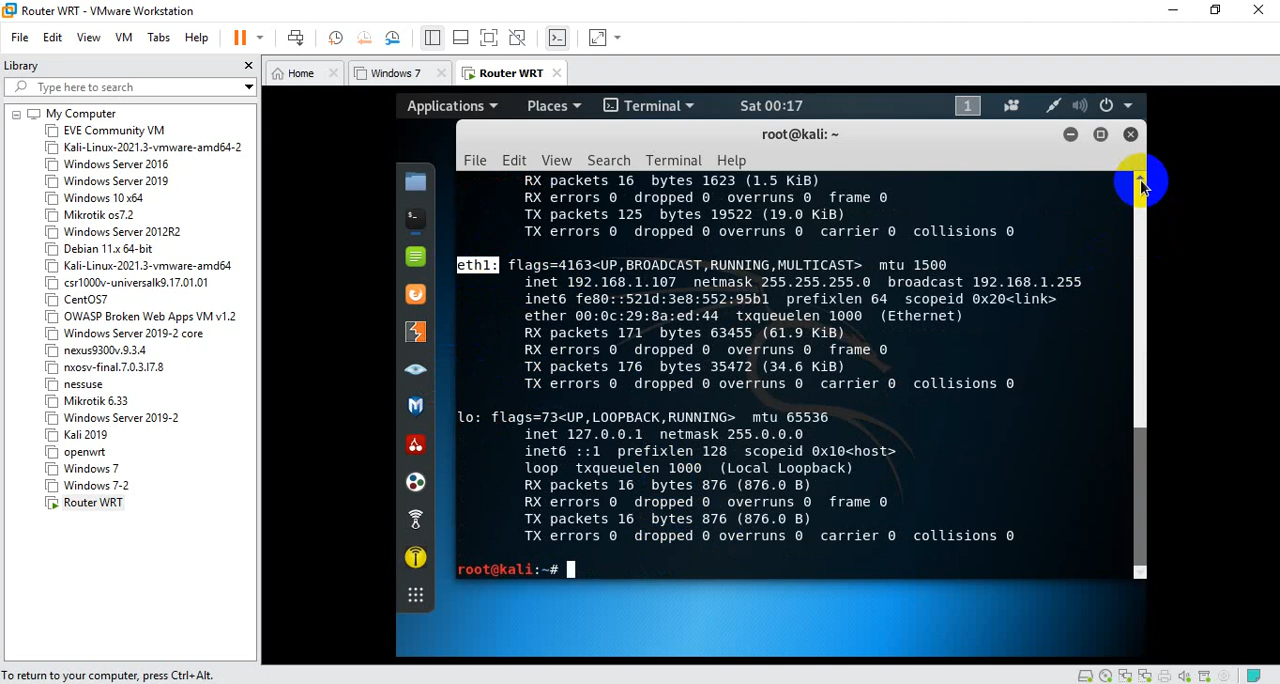 Router WRT - VMware Workstation
File Edit View VM Tabs Help
Library
Type here to search
My Computer
EVE Community VM
Kali-Linux-2021.3-vmware-amd64-2
Windows Server 2016
Windows Server 2019
Windows 10 x64
Mikrotik os7.2
Windows Server 2012R2
Debian 11.x 64-bit
Kali-Linux-2021.3-vmware-amd64
csr1000v-universalk9.17.01.01
CentOS7
OWASP Broken Web Apps VM v1.2
Windows Server 2019-2 core
nexus9300v.9.3.4
nxosv-final.7.0.3.I7.8
nessuse
Mikrotik 6.33
Windows Server 2019-2
Kali 2019
openwrt
Windows 7
Windows 7-2
Router WRT
Home Windows 7 Router WRT
Applications Places Terminal Sat 00:17 1
root@kali: ~
File Edit View Search Terminal Help
RX packets 16 bytes 1623 (1.5 KiB)
RX errors 0 dropped 0 overruns 0 frame 0
TX packets 125 bytes 19522 (19.0 KiB)
TX errors 0 dropped 0 overruns 0 carrier 0 collisions 0
eth1: flags=4163<UP,BROADCAST,RUNNING,MULTICAST> mtu 1500
inet 192.168.1.107 netmask 255.255.255.0 broadcast 192.168.1.255
inet6 fe80::521d:3e8:552:95b1 prefixlen 64 scopeid 0x20<link>
ether 00:0c:29:8a:ed:44 txqueuelen 1000 (Ethernet)
RX packets 171 bytes 63455 (61.9 KiB)
RX errors 0 dropped 0 overruns 0 frame 0
TX packets 176 bytes 35472 (34.6 KiB)
TX errors 0 dropped 0 overruns 0 carrier 0 collisions 0
lo: flags=73<UP,LOOPBACK,RUNNING> mtu 65536
inet 127.0.0.1 netmask 255.0.0.0
inet6 ::1 prefixlen 128 scopeid 0x10<host>
loop txqueuelen 1000 (Local Loopback)
RX packets 16 bytes 876 (876.0 B)
RX errors 0 dropped 0 overruns 0 frame 0
TX packets 16 bytes 876 (876.0 B)
TX errors 0 dropped 0 overruns 0 carrier 0 collisions 0
root@kali:~#
To return to your computer, press Ctrl+Alt.